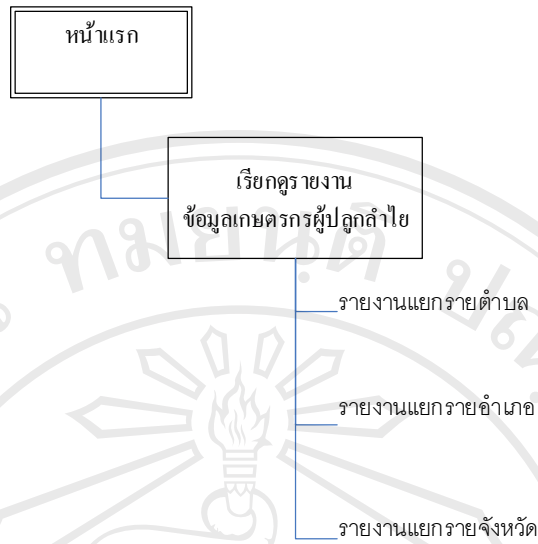 หน้าแรก
เรียกดูรายงาน
ข้อมูลเกษตรกรผู้ปลูกลำไย
รายงานแยกรายตำบล
รายงานแยกรายอำเภอ
รายงานแยกรายจังหวัด